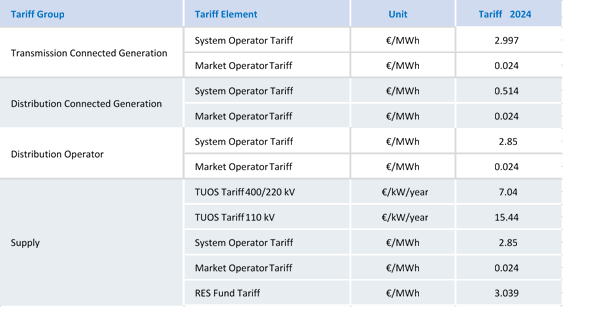 Tariff Group Tariff Element Unit Tariff 2024
Transmission Connected Generation
System Operator Tariff €/MWh 2.997
Market Operator Tariff €/MWh 0.024
Distribution Connected Generation
System Operator Tariff €/MWh 0.514
Market Operator Tariff €/MWh 0.024
Distribution Operator
System Operator Tariff €/MWh 2.85
Market Operator Tariff €/MWh 0.024
Supply
TUOS Tariff 400/220 kV €/kW/year 7.04
TUOS Tariff 110 kV €/kW/year 15.44
System Operator Tariff €/MWh 2.85
Market Operator Tariff €/MWh 0.024
RES Fund Tariff €/MWh 3.039